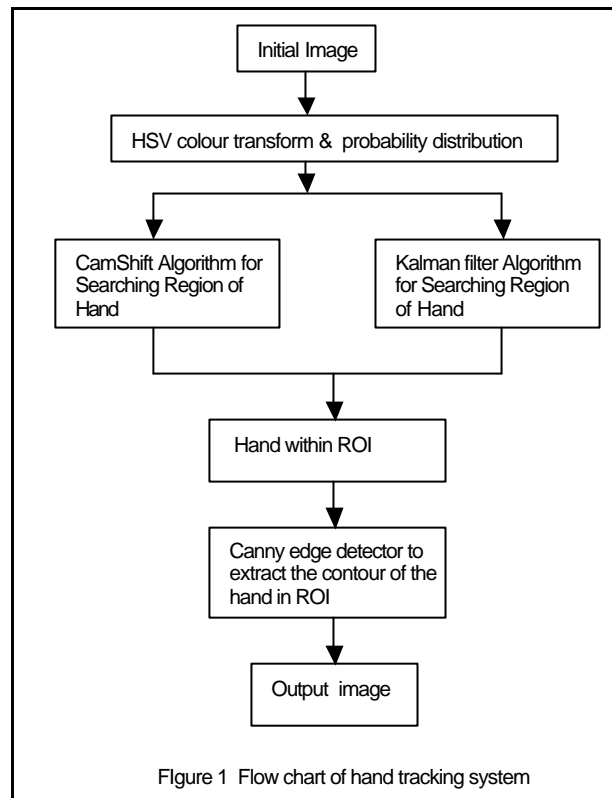 Initial Image
HSV colour transform & probability distribution
CamShift Algorithm for
Searching Region of
Hand
Kalman filter Algorithm
for Searching Region
of Hand
Hand within ROI
Canny edge detector to
extract the contour of the
hand in ROI
Output image
FIgure 1 Flow chart of hand tracking system